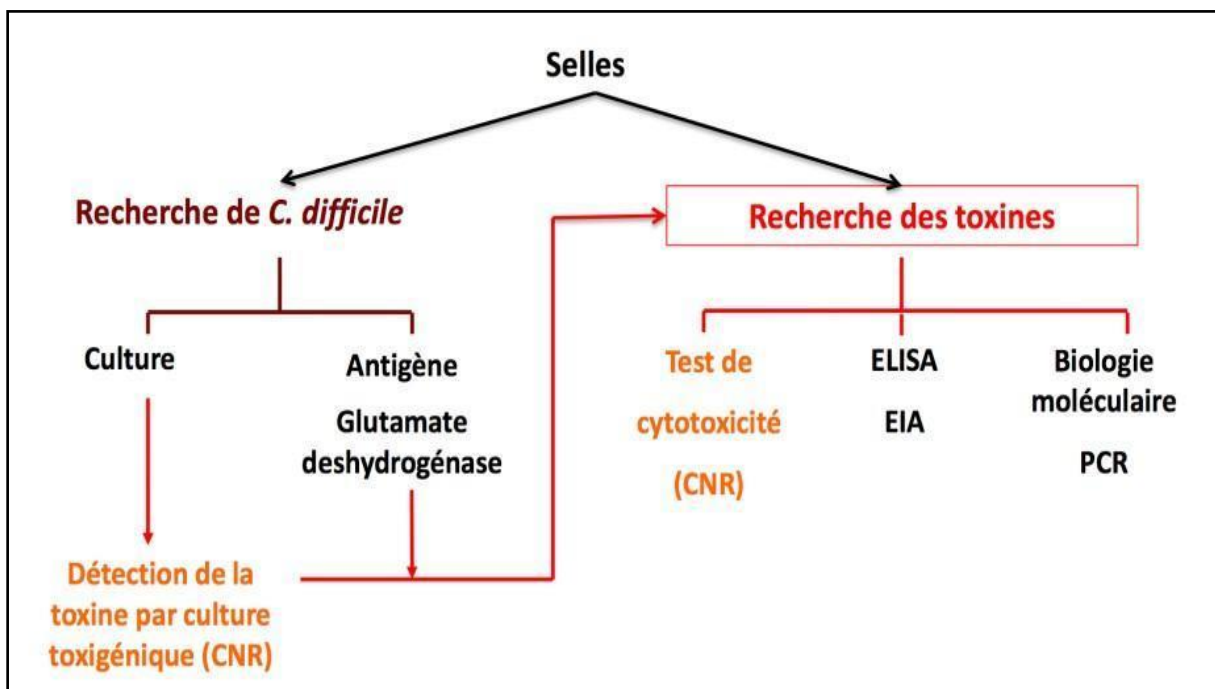 Selles
Recherche de C. difficile
Culture
Antigène
Glutamate
deshydrogénase
Détection de la
toxine par culture
toxigénique (CNR)
Recherche des toxines
Test de
cytotoxicité
(CNR)
ELISA
EIA
Biologie
moléculaire
PCR